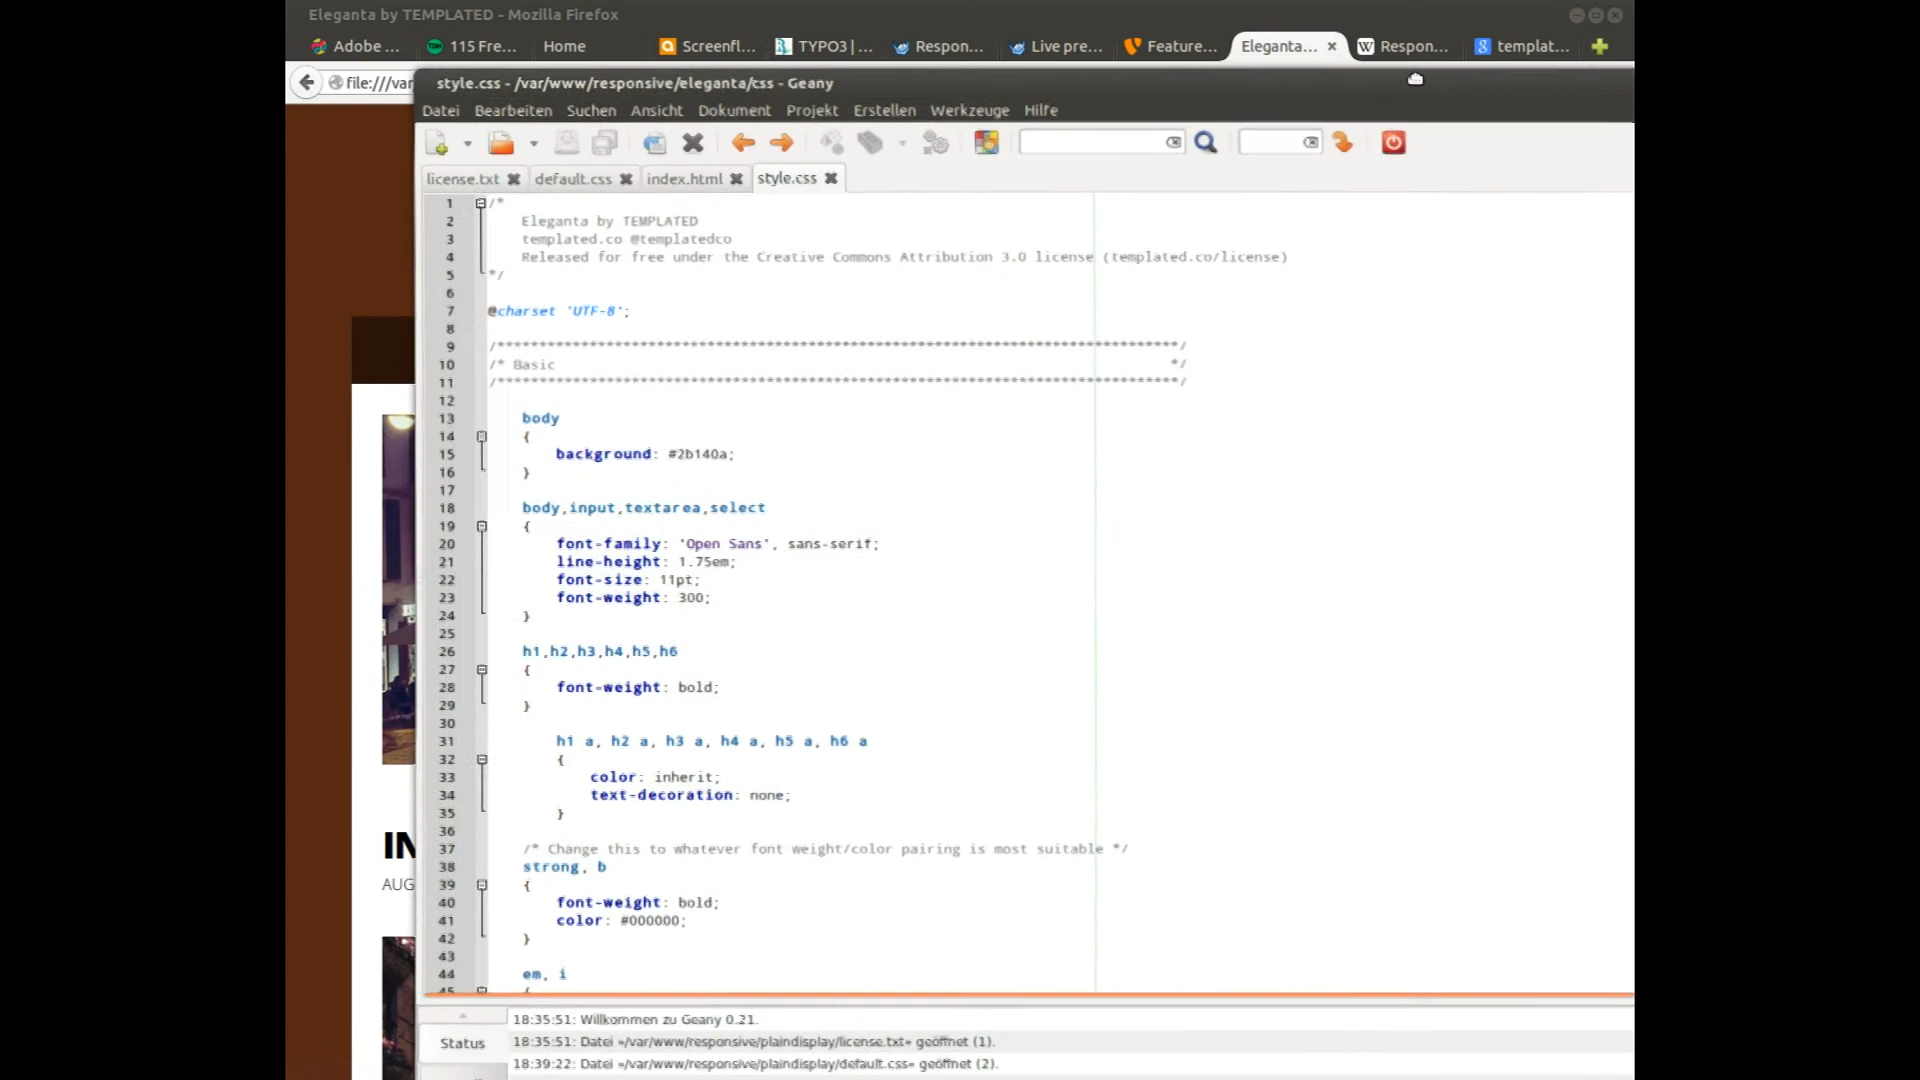 Eleganta by TEMPLATED - Mozilla Firefox
Adobe ... 115 Fre... Home Screenfl... TYPO3 | ... Respon... Live pre... Feature... Eleganta... Respon... templat...
file:///var
style.css - /var/www/responsive/eleganta/css - Geany
Datei Bearbeiten Suchen Ansicht Dokument Projekt Erstellen Werkzeuge Hilfe
license.txt default.css index.html style.css
1 /*
2 Eleganta by TEMPLATED
3 templated.co @templatedco
4 Released for free under the Creative Commons Attribution 3.0 license (templated.co/license)
5 */
6
7 @charset 'UTF-8';
8
9 /*********************************************************************************/
10 /* Basic */
11 /*********************************************************************************/
12
13 body
14 {
15 background: #2b140a;
16 }
17
18 body,input,textarea,select
19 {
20 font-family: 'Open Sans', sans-serif;
21 line-height: 1.75em;
22 font-size: 11pt;
23 font-weight: 300;
24 }
25
26 h1,h2,h3,h4,h5,h6
27 {
28 font-weight: bold;
29 }
30
31 h1 a, h2 a, h3 a, h4 a, h5 a, h6 a
32 {
33 color: inherit;
34 text-decoration: none;
35 }
36
37 /* Change this to whatever font weight/color pairing is most suitable */
38 strong, b
39 {
40 font-weight: bold;
41 color: #000000;
42 }
43
44 em, i
45 {
IN
AUG
Status
18:35:51: Willkommen zu Geany 0.21.
18:35:51: Datei »/var/www/responsive/plaindisplay/license.txt« geöffnet (1).
18:39:22: Datei »/var/www/responsive/plaindisplay/default.css« geöffnet (2).